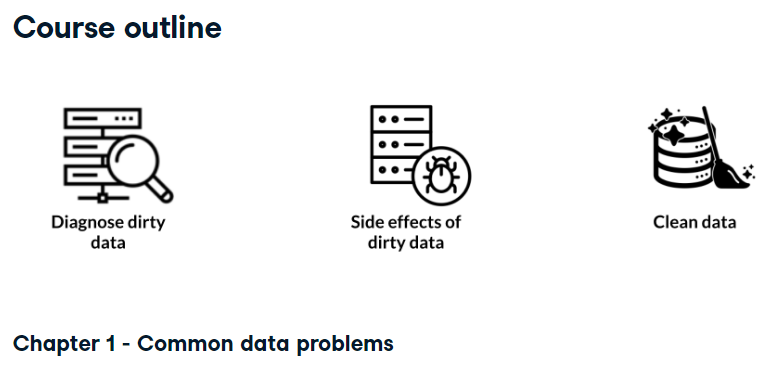 Course outline
Diagnose dirty
data
Side effects of
dirty data
Clean data
Chapter 1 - Common data problems